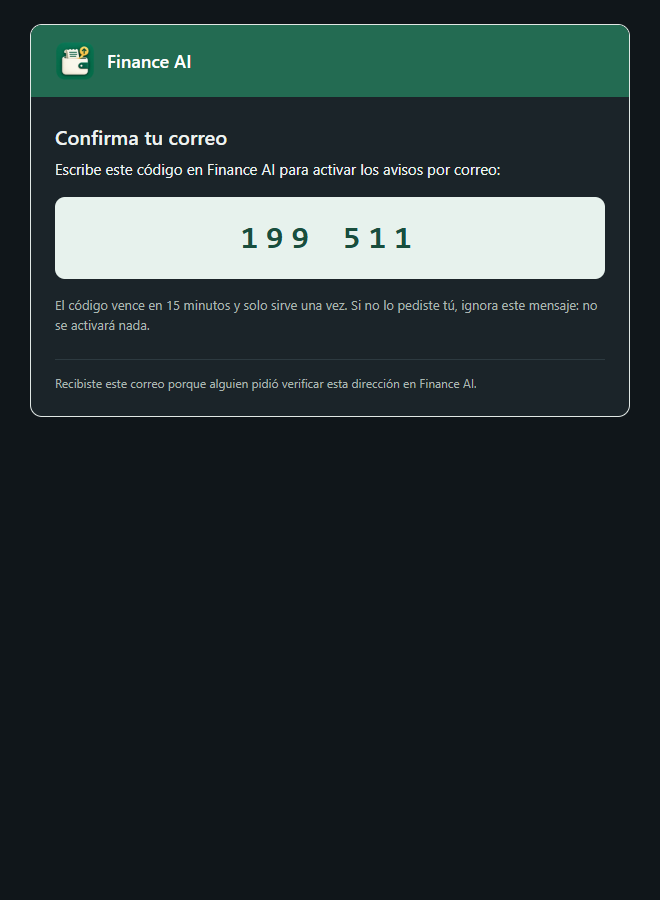 Finance AI
Confirma tu correo
Escribe este código en Finance AI para activar los avisos por correo:
199 511
El código vence en 15 minutos y solo sirve una vez. Si no lo pediste tú, ignora este mensaje: no
se activará nada.
Recibiste este correo porque alguien pidió verificar esta dirección en Finance AI.